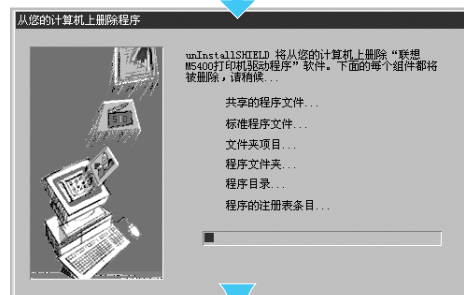 从您的计算机上删除程序
unInstallSHIELD 将从您的计算机上删除“联想
M5400打印机驱动程序”软件。下面的每个组件都将
被删除，请稍候...
共享的程序文件...
标准程序文件...
文件夹项目...
程序文件夹...
程序目录...
程序的注册表条目...